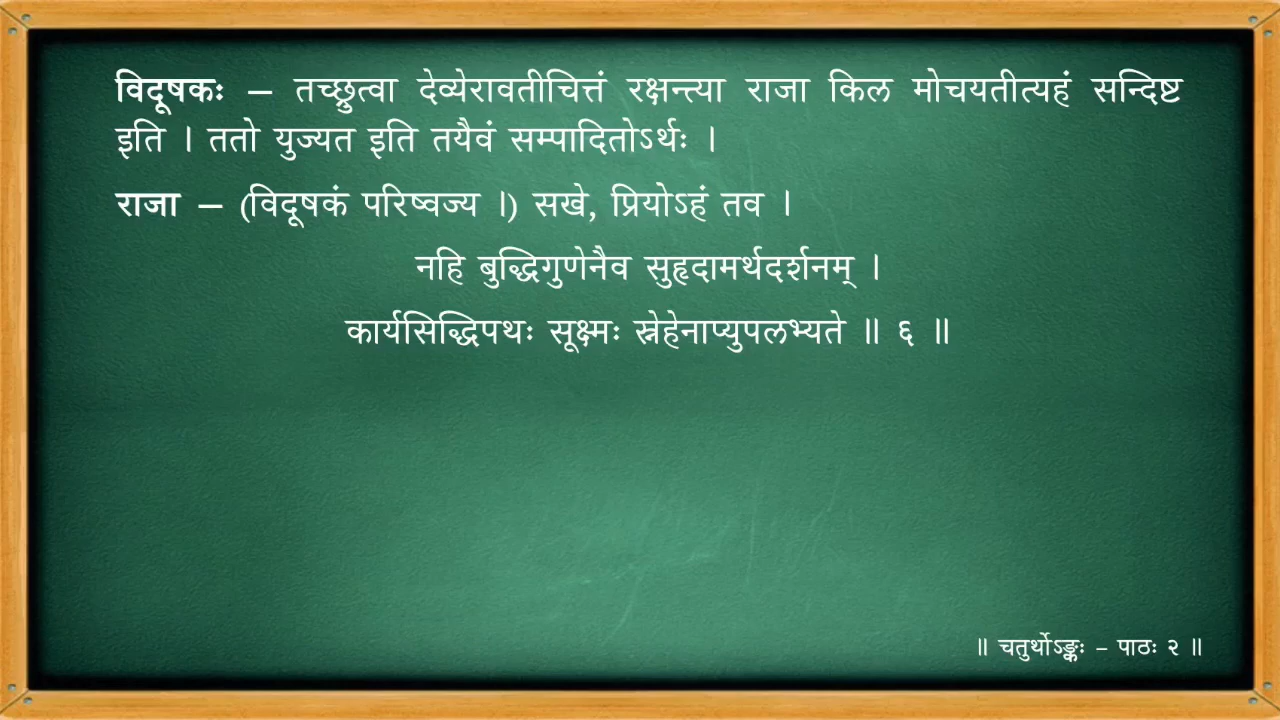 विदूषकः – तच्छ्रुत्वा देव्येरावतीचित्तं रक्षन्त्या राजा किल मोचयतीत्यहं सन्दिष्ट
इति । ततो युज्यत इति तयैवं सम्पादितोऽर्थः ।
राजा – (विदूषकं परिष्वज्य ।) सखे, प्रियोऽहं तव ।
नहि बुद्धिगुणेनैव सुहृदामर्थदर्शनम् ।
कार्यसिद्धिपथः सूक्ष्मः स्नेहेनाप्युपलभ्यते ॥ ६ ॥
॥ चतुर्थोऽङ्कः – पाठः २ ॥